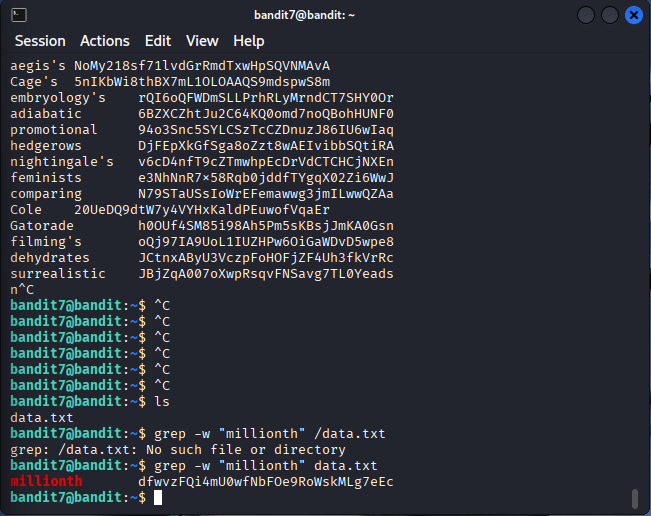 bandit7@bandit: ~
Session Actions Edit View Help
aegis's NoMy218sf71lvdGrRmdTxwHpSQVNMAvA
Cage's 5nIKbWi8thBX7mL1OLOAAQS9mdspwS8m
embryology's rQI6oQFWDmSLLPrhRLyMrndCT7SHY0Or
adiabatic 6BZXCZhtJu2C64KQ0omd7noQBohHUNF0
promotional 94o3Snc5SYLCSzTcCZDnuzJ86IU6wIaq
hedgerows DjFEpXkGfSga8oZzt8wAEIvibbSQtiRA
nightingale's v6cD4nfT9cZTmwhpEcDrVdCTCHCjNXEn
feminists e3NhNnR7×58Rqb0jddfTYgqX02Zi6WwJ
comparing N79STaUSsIoWrEFemawwg3jmILwwQZAa
Cole 20UeDQ9dtW7y4VYHxKaldPEuwofVqaEr
Gatorade h0OUf4SM85i98Ah5Pm5sKBsjJmKA0Gsn
filming's oQj97IA9UoL1IUZHPw6OiGaWDvD5wpe8
dehydrates JCtnxAByU3VczpFoHOFjZF4Uh3fkVrRc
surrealistic JBjZqA007oXwpRsqvFNSavg7TL0Yeads
n^C
bandit7@bandit:~$ ^C
bandit7@bandit:~$ ^C
bandit7@bandit:~$ ^C
bandit7@bandit:~$ ^C
bandit7@bandit:~$ ^C
bandit7@bandit:~$ ^C
bandit7@bandit:~$ ls
data.txt
bandit7@bandit:~$ grep -w "millionth" /data.txt
grep: /data.txt: No such file or directory
bandit7@bandit:~$ grep -w "millionth" data.txt
millionth dfwvzFQi4mU0wfNbFOe9RoWskMLg7eEc
bandit7@bandit:~$